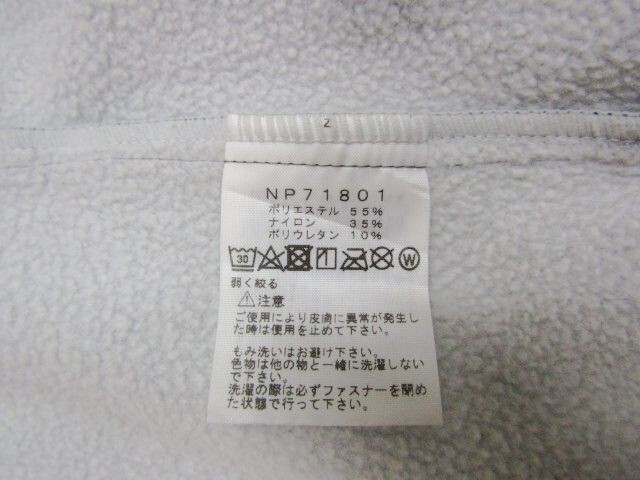 2
NP71801
ポリエステル 55%
ナイロン 35%
ポリウレタン 10%
30 W
弱く絞る
注意
ご使用により皮膚に異常が発生し
た時は使用を止めて下さい。
もみ洗いはお避け下さい。
色物は他の物と一緒に洗濯しない
で下さい。
洗濯の際は必ずファスナーを閉め
た状態で行って下さい。